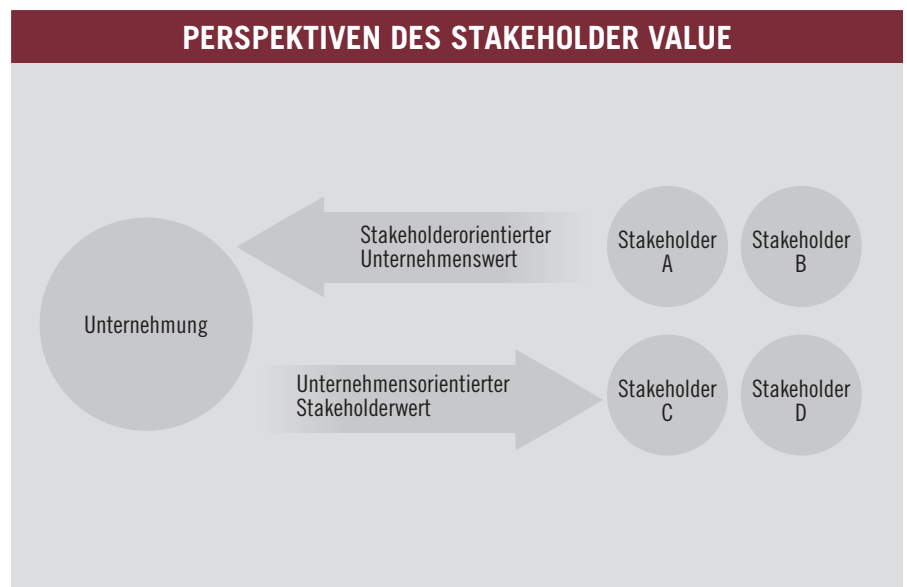 PERSPEKTIVEN DES STAKEHOLDER VALUE
Stakeholderorientierter
Unternehmenswert
Stakeholder
A
Stakeholder
B
Unternehmung
Unternehmensorientierter
Stakeholderwert
Stakeholder
C
Stakeholder
D